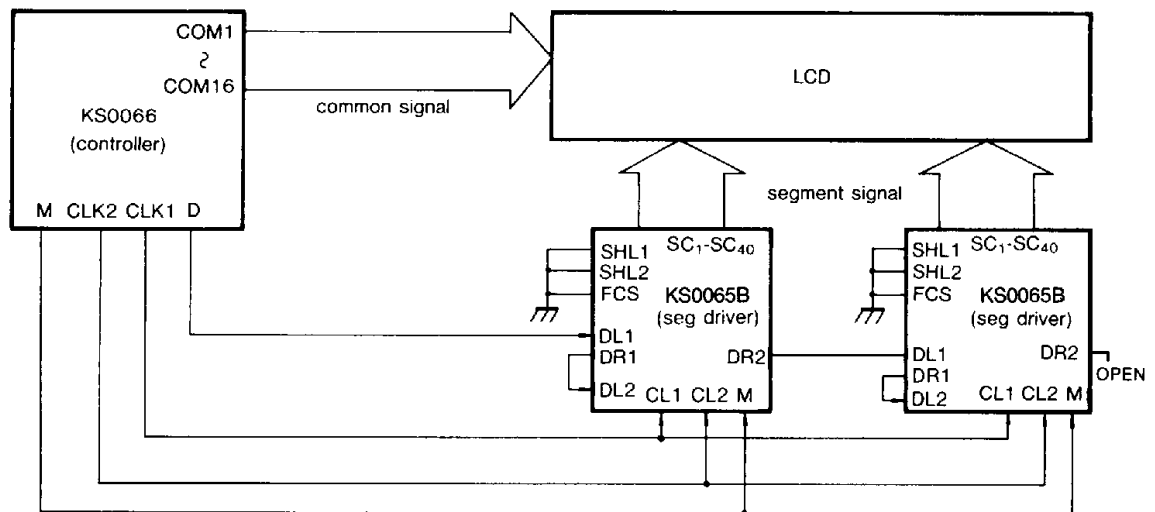 COM1
~
COM16
KS0066
(controller)
M CLK2 CLK1 D
common signal
LCD
segment signal
SHL1
SHL2
FCS
DL1
DR1
DL2
SC₁-SC₄₀
KS0065B
(seg driver)
DR2
CL1 CL2 M
SHL1
SHL2
FCS
DL1
DR1
DL2
SC₁-SC₄₀
KS0065B
(seg driver)
DR2
CL1 CL2 M
OPEN